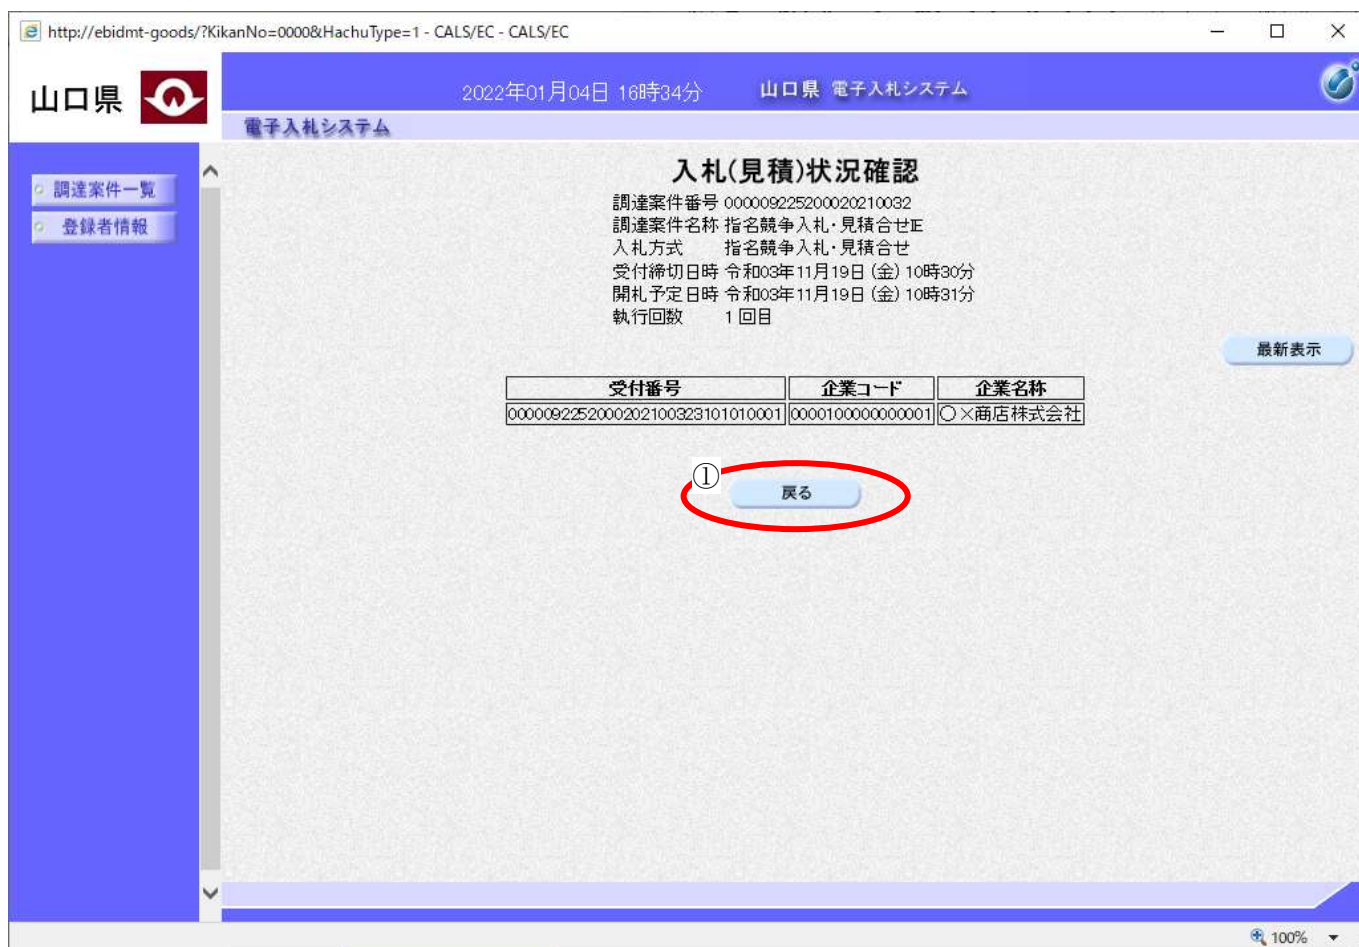 http://ebidmt-goods/?KikanNo=0000&HachuType=1 - CALS/EC - CALS/EC
山口県
2022年01月04日 16時34分
山口県 電子入札システム
電子入札システム
調達案件一覧
登録者情報
入札(見積)状況確認
調達案件番号 000009225200020210032
調達案件名称 指名競争入札・見積合せIE
入札方式 指名競争入札・見積合せ
受付締切日時 令和03年11月19日 (金) 10時30分
開札予定日時 令和03年11月19日 (金) 10時31分
執行回数 1 回目
最新表示
受付番号 企業コード 企業名称
0000092252000202100323101010001 0000100000000001 〇×商店株式会社
①
戻る
100%